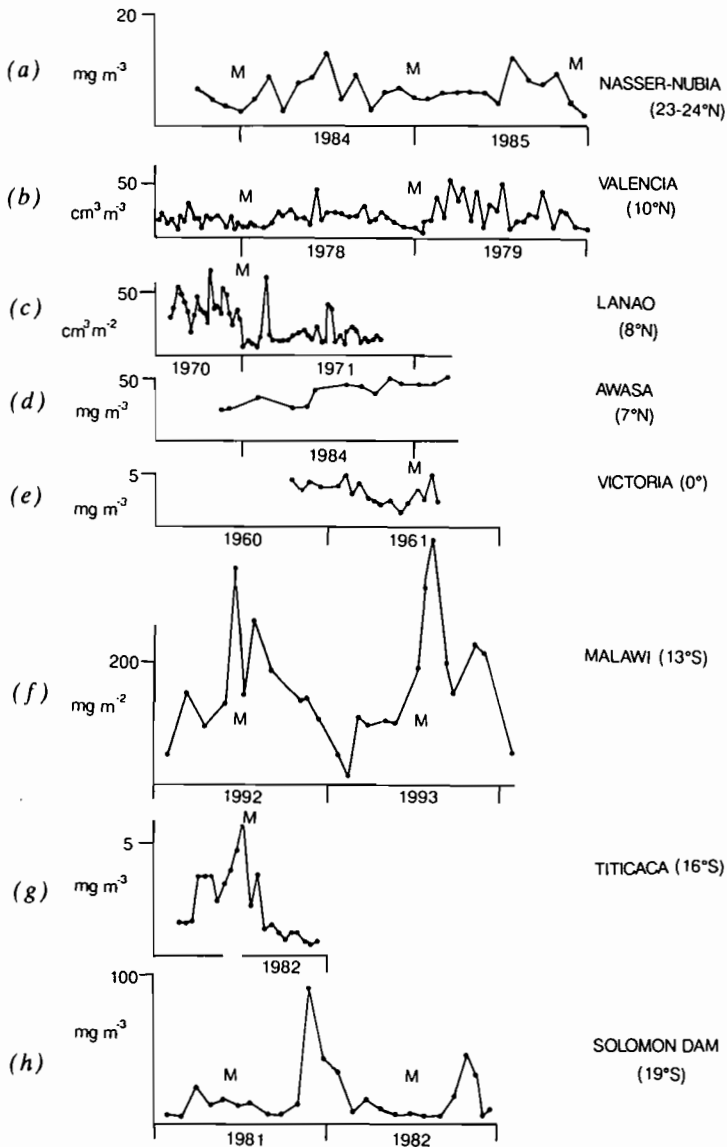 20
(a) mg m⁻³ M M M NASSER-NUBIA
(23-24°N)
1984 1985
50
(b) cm³ m⁻³ M M VALENCIA
(10°N)
1978 1979
50
(c) cm³ m⁻² M LANAO
(8°N)
1970 1971
50
(d) mg m⁻³ AWASA
(7°N)
1984
5
(e) mg m⁻³ M VICTORIA (0°)
1960 1961
200
(f) mg m⁻² M M MALAWI (13°S)
1992 1993
5
(g) mg m⁻³ M TITICACA (16°S)
1982
100
(h) mg m⁻³ M M SOLOMON DAM
(19°S)
1981 1982